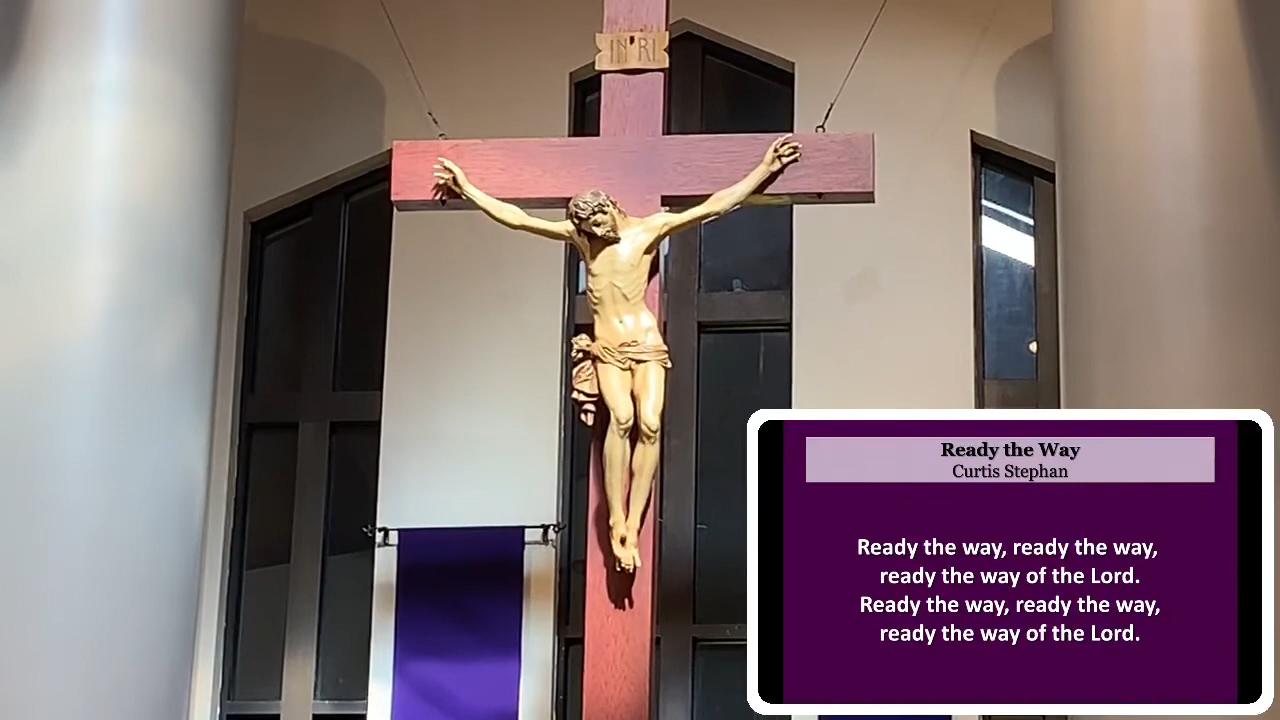 INRI
Ready the Way
Curtis Stephan
Ready the way, ready the way,
ready the way of the Lord.
Ready the way, ready the way,
ready the way of the Lord.